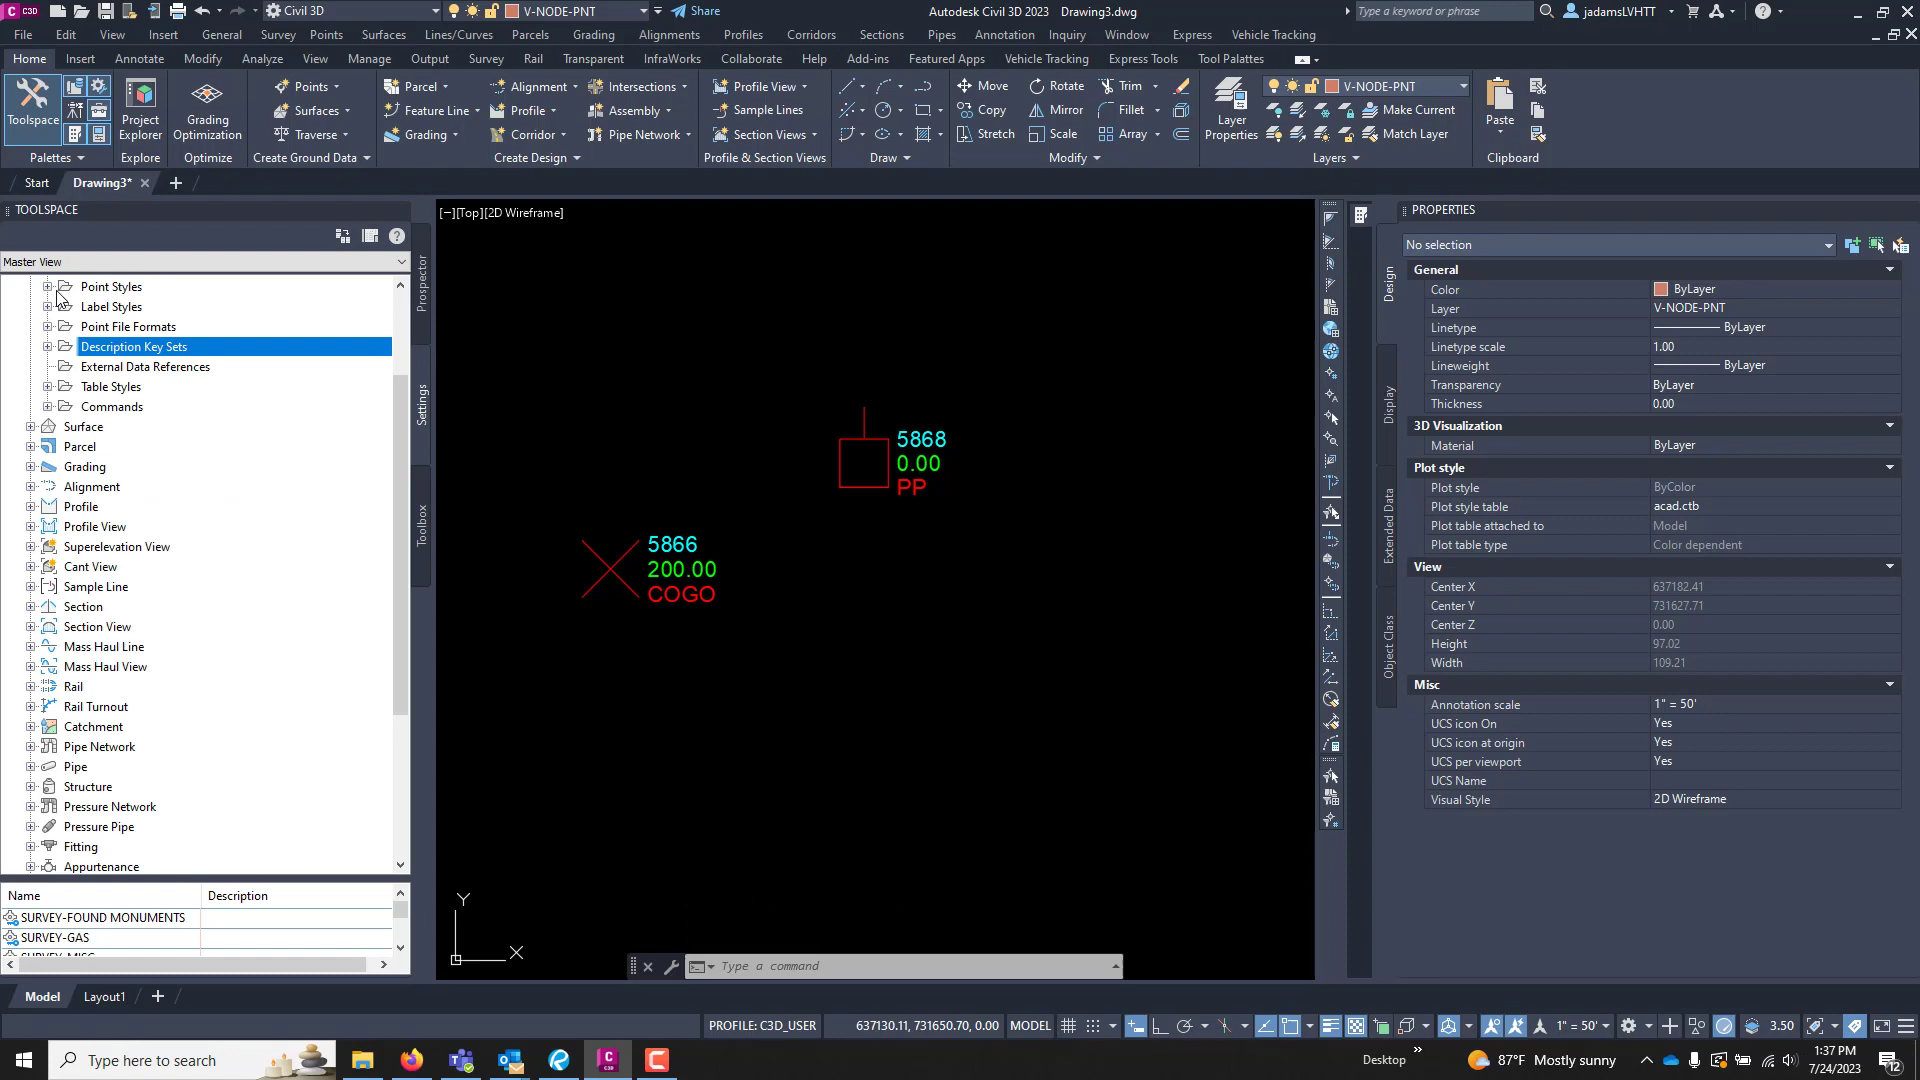 C3D
Civil 3D
V-NODE-PNT
Share
Autodesk Civil 3D 2023
Drawing3.dwg
Type a keyword or phrase
jadamsLVHTT
File Edit View Insert General Survey Points Surfaces Lines/Curves Parcels Grading Alignments Profiles Corridors Sections Pipes Annotation Inquiry Window Express Vehicle Tracking
Home Insert Annotate Modify Analyze View Manage Output Survey Rail Transparent InfraWorks Collaborate Help Add-ins Featured Apps Vehicle Tracking Express Tools Tool Palettes
Toolspace
Palettes
Project Explorer
Explore
Grading Optimization
Optimize
Points
Surfaces
Traverse
Create Ground Data
Parcel
Feature Line
Grading
Alignment
Profile
Corridor
Intersections
Assembly
Pipe Network
Create Design
Profile View
Sample Lines
Section Views
Profile & Section Views
Draw
Move Rotate Trim
Copy Mirror Fillet
Stretch Scale Array
Modify
Layer Properties
V-NODE-PNT
Make Current
Match Layer
Layers
Paste
Clipboard
Start Drawing3*
TOOLSPACE
Master View
Point Styles
Label Styles
Point File Formats
Description Key Sets
External Data References
Table Styles
Commands
Surface
Parcel
Grading
Alignment
Profile
Profile View
Superelevation View
Cant View
Sample Line
Section
Section View
Mass Haul Line
Mass Haul View
Rail
Rail Turnout
Catchment
Pipe Network
Pipe
Structure
Pressure Network
Pressure Pipe
Fitting
Appurtenance
Name Description
SURVEY-FOUND MONUMENTS
SURVEY-GAS
Prospector
Settings
Toolbox
[−][Top][2D Wireframe]
5868
0.00
PP
5866
200.00
COGO
Y
X
Type a command
PROPERTIES
No selection
Design
Display
Extended Data
Object Class
General
Color ByLayer
Layer V-NODE-PNT
Linetype ByLayer
Linetype scale 1.00
Lineweight ByLayer
Transparency ByLayer
Thickness 0.00
3D Visualization
Material ByLayer
Plot style
Plot style ByColor
Plot style table acad.ctb
Plot table attached to Model
Plot table type Color dependent
View
Center X 637182.41
Center Y 731627.71
Center Z 0.00
Height 97.02
Width 109.21
Misc
Annotation scale 1" = 50'
UCS icon On Yes
UCS icon at origin Yes
UCS per viewport Yes
UCS Name
Visual Style 2D Wireframe
Model Layout1
PROFILE: C3D_USER
637130.11, 731650.70, 0.00
MODEL
1" = 50'
3.50
Type here to search
Desktop
87°F Mostly sunny
1:37 PM
7/24/2023
12